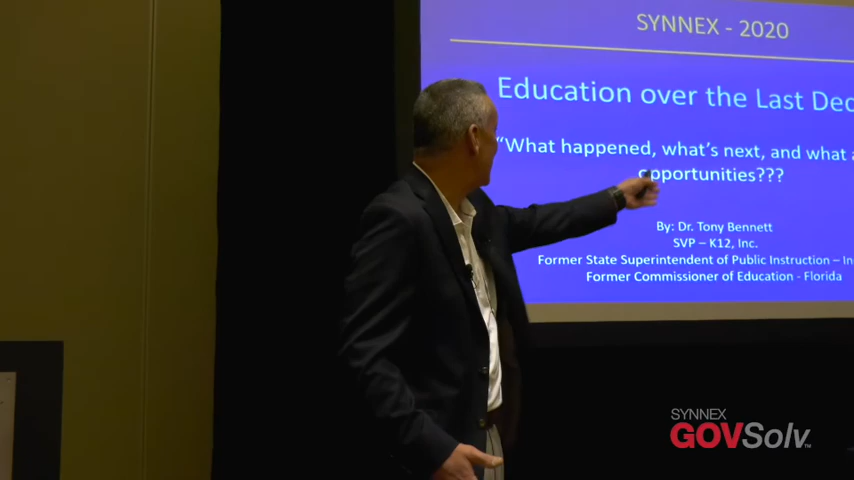 SYNNEX - 2020
Education over the Last Dec
“What happened, what’s next, and what a
opportunities???
By: Dr. Tony Bennett
SVP – K12, Inc.
Former State Superintendent of Public Instruction – In
Former Commissioner of Education - Florida
SYNNEX
GOVSolv™